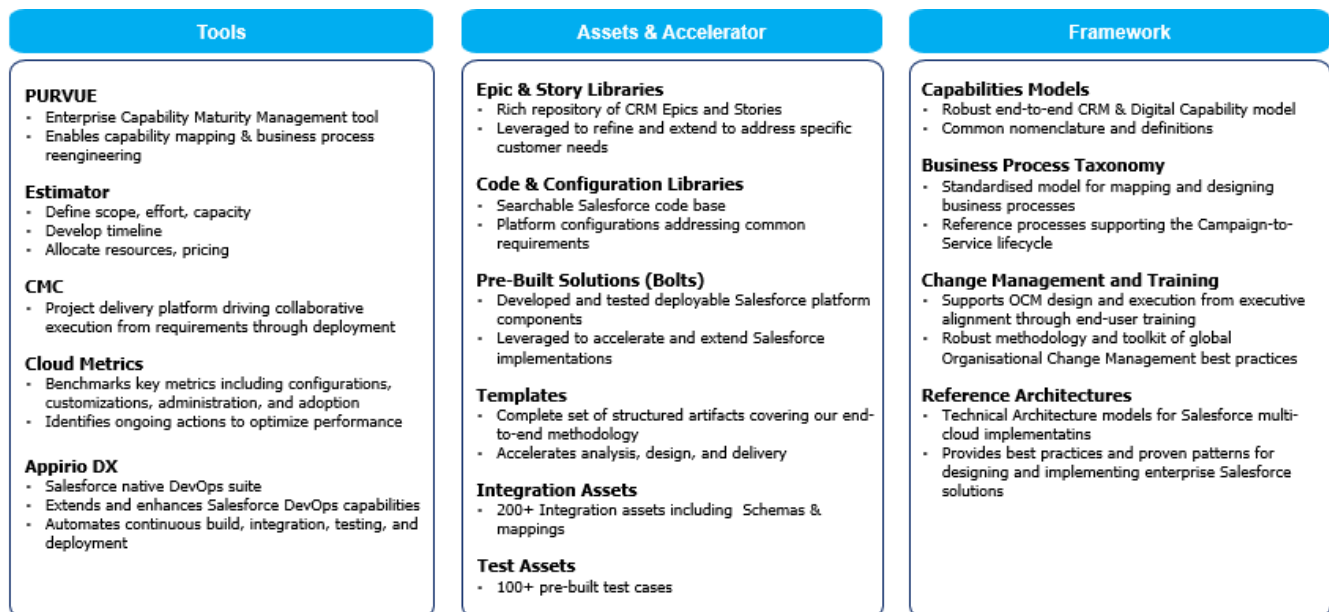 Tools
PURVUE
- Enterprise Capability Maturity Management tool
- Enables capability mapping & business process
reengineering
Estimator
- Define scope, effort, capacity
- Develop timeline
- Allocate resources, pricing
CMC
- Project delivery platform driving collaborative
execution from requirements through deployment
Cloud Metrics
- Benchmarks key metrics including configurations,
customizations, administration, and adoption
- Identifies ongoing actions to optimize performance
Appirio DX
- Salesforce native DevOps suite
- Extends and enhances Salesforce DevOps capabilities
- Automates continuous build, integration, testing, and
deployment
Assets & Accelerator
Epic & Story Libraries
- Rich repository of CRM Epics and Stories
- Leveraged to refine and extend to address specific
customer needs
Code & Configuration Libraries
- Searchable Salesforce code base
- Platform configurations addressing common
requirements
Pre-Built Solutions (Bolts)
- Developed and tested deployable Salesforce platform
components
- Leveraged to accelerate and extend Salesforce
implementations
Templates
- Complete set of structured artifacts covering our end-
to-end methodology
- Accelerates analysis, design, and delivery
Integration Assets
- 200+ Integration assets including Schemas &
mappings
Test Assets
- 100+ pre-built test cases
Framework
Capabilities Models
- Robust end-to-end CRM & Digital Capability model
- Common nomenclature and definitions
Business Process Taxonomy
- Standardised model for mapping and designing
business processes
- Reference processes supporting the Campaign-to-
Service lifecycle
Change Management and Training
- Supports OCM design and execution from executive
alignment through end-user training
- Robust methodology and toolkit of global
Organisational Change Management best practices
Reference Architectures
- Technical Architecture models for Salesforce multi-
cloud implementatins
- Provides best practices and proven patterns for
designing and implementing enterprise Salesforce
solutions